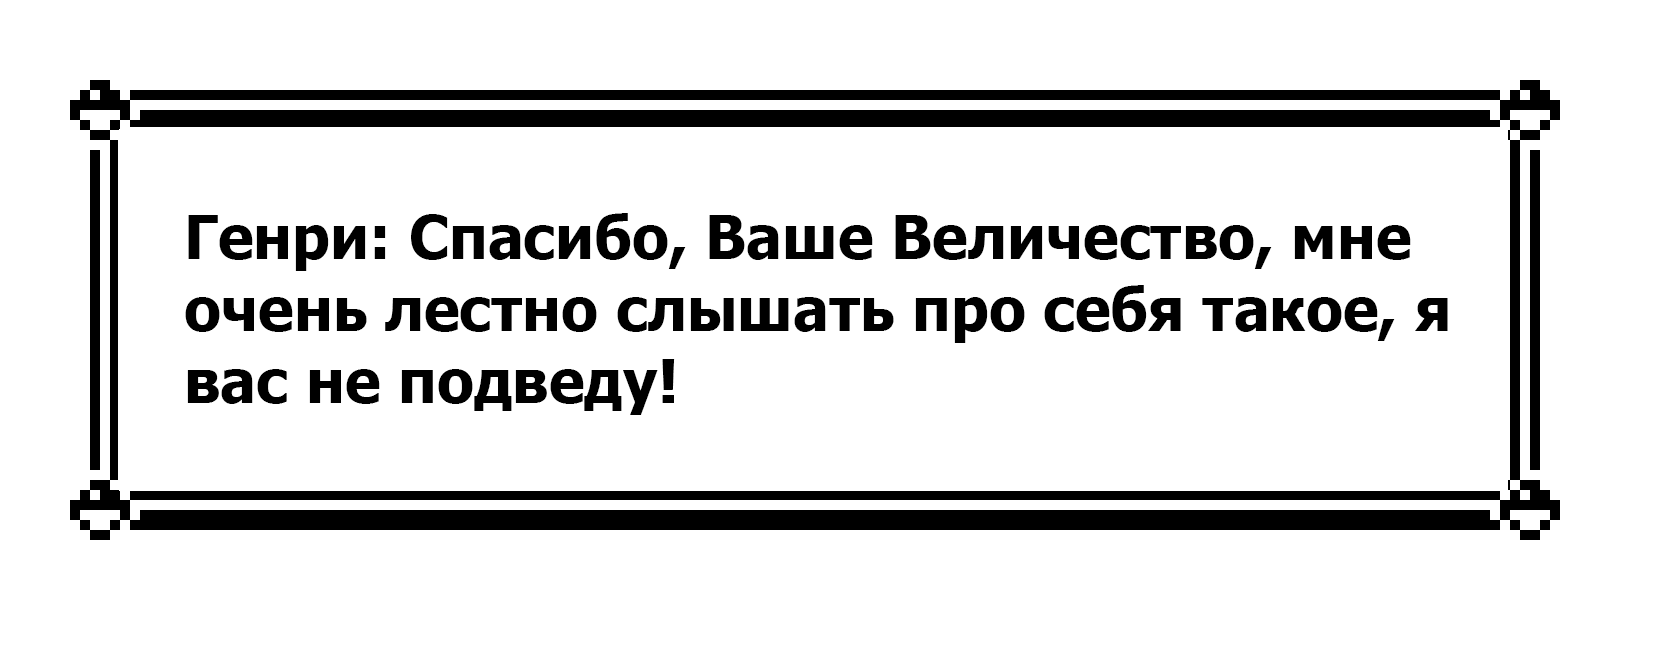 Генри: Спасибо, Ваше Величество, мне
очень лестно слышать про себя такое, я
вас не подведу!